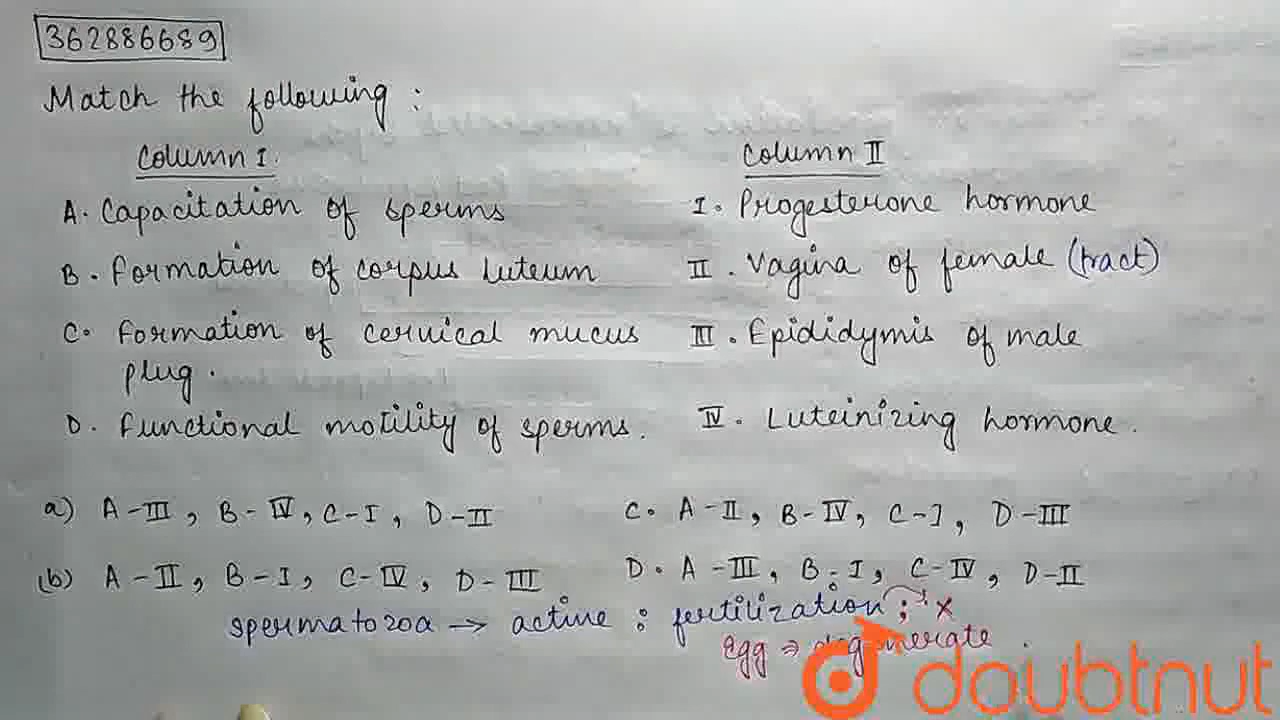 362886689
Match the following :
Column I. Column II
A. Capacitation of sperms I. Progesterone hormone
B. Formation of corpus luteum II. Vagina of female (tract)
C. Formation of cervical mucus III. Epididymis of male
plug.
D. Functional motility of sperms. IV. Luteinizing hormone.
a) A-III, B-IV, C-I, D-II C. A-II, B-IV, C-I, D-III
(b) A-II, B-I, C-IV, D-III D. A-III, B-I, C-IV, D-II
spermatozoa → active : fertilization ; x
Egg ⇒ degenerate .
doubtnut